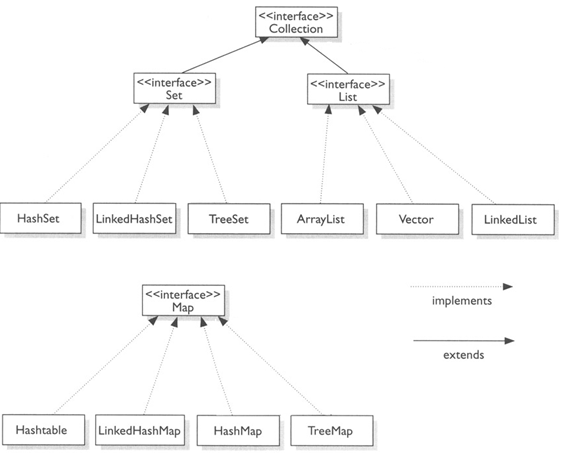 <<interface>>
Collection
<<interface>>
Set
<<interface>>
List
HashSet
LinkedHashSet
TreeSet
ArrayList
Vector
LinkedList
<<interface>>
Map
implements
extends
Hashtable
LinkedHashMap
HashMap
TreeMap